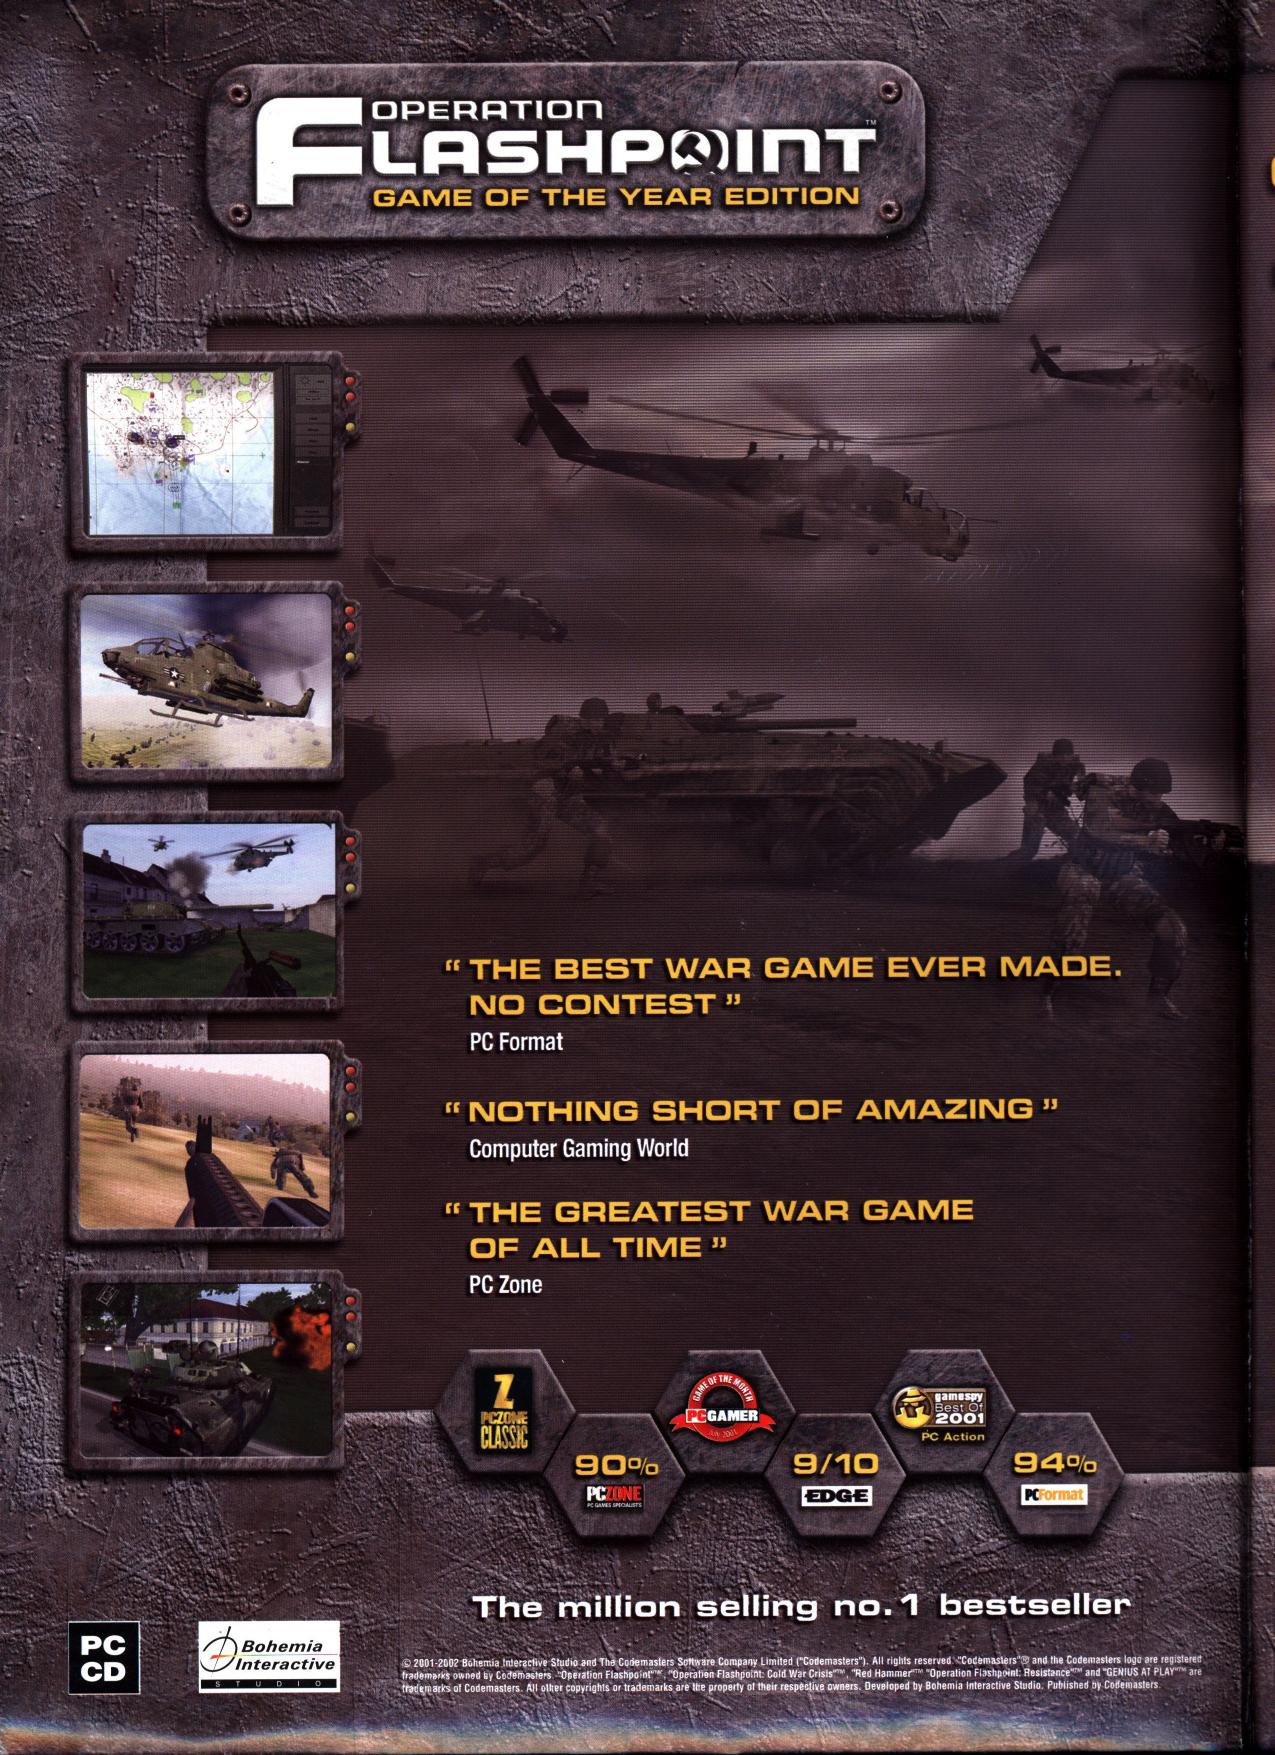 OPERATION
FLASHPOINT™
GAME OF THE YEAR EDITION
“ THE BEST WAR GAME EVER MADE.
NO CONTEST ”
PC Format
“ NOTHING SHORT OF AMAZING ”
Computer Gaming World
“ THE GREATEST WAR GAME
OF ALL TIME ”
PC Zone
Z
PCZONE
CLASSIC
GAME OF THE MONTH
PC GAMER
JULY 2001
gamespy
Best Of
2001
PC Action
90%
PCZONE
PC GAMES SPECIALISTS
9/10
EDGE
94%
PCFormat
The million selling no.1 bestseller
PC
CD
Bohemia
Interactive
STUDIO
© 2001-2002 Bohemia Interactive Studio and The Codemasters Software Company Limited ("Codemasters"). All rights reserved. "Codemasters"® and the Codemasters logo are registered
trademarks owned by Codemasters. "Operation Flashpoint"™, "Operation Flashpoint: Cold War Crisis"™, "Red Hammer"™ "Operation Flashpoint: Resistance"™ and "GENIUS AT PLAY"™ are
trademarks of Codemasters. All other copyrights or trademarks are the property of their respective owners. Developed by Bohemia Interactive Studio. Published by Codemasters.